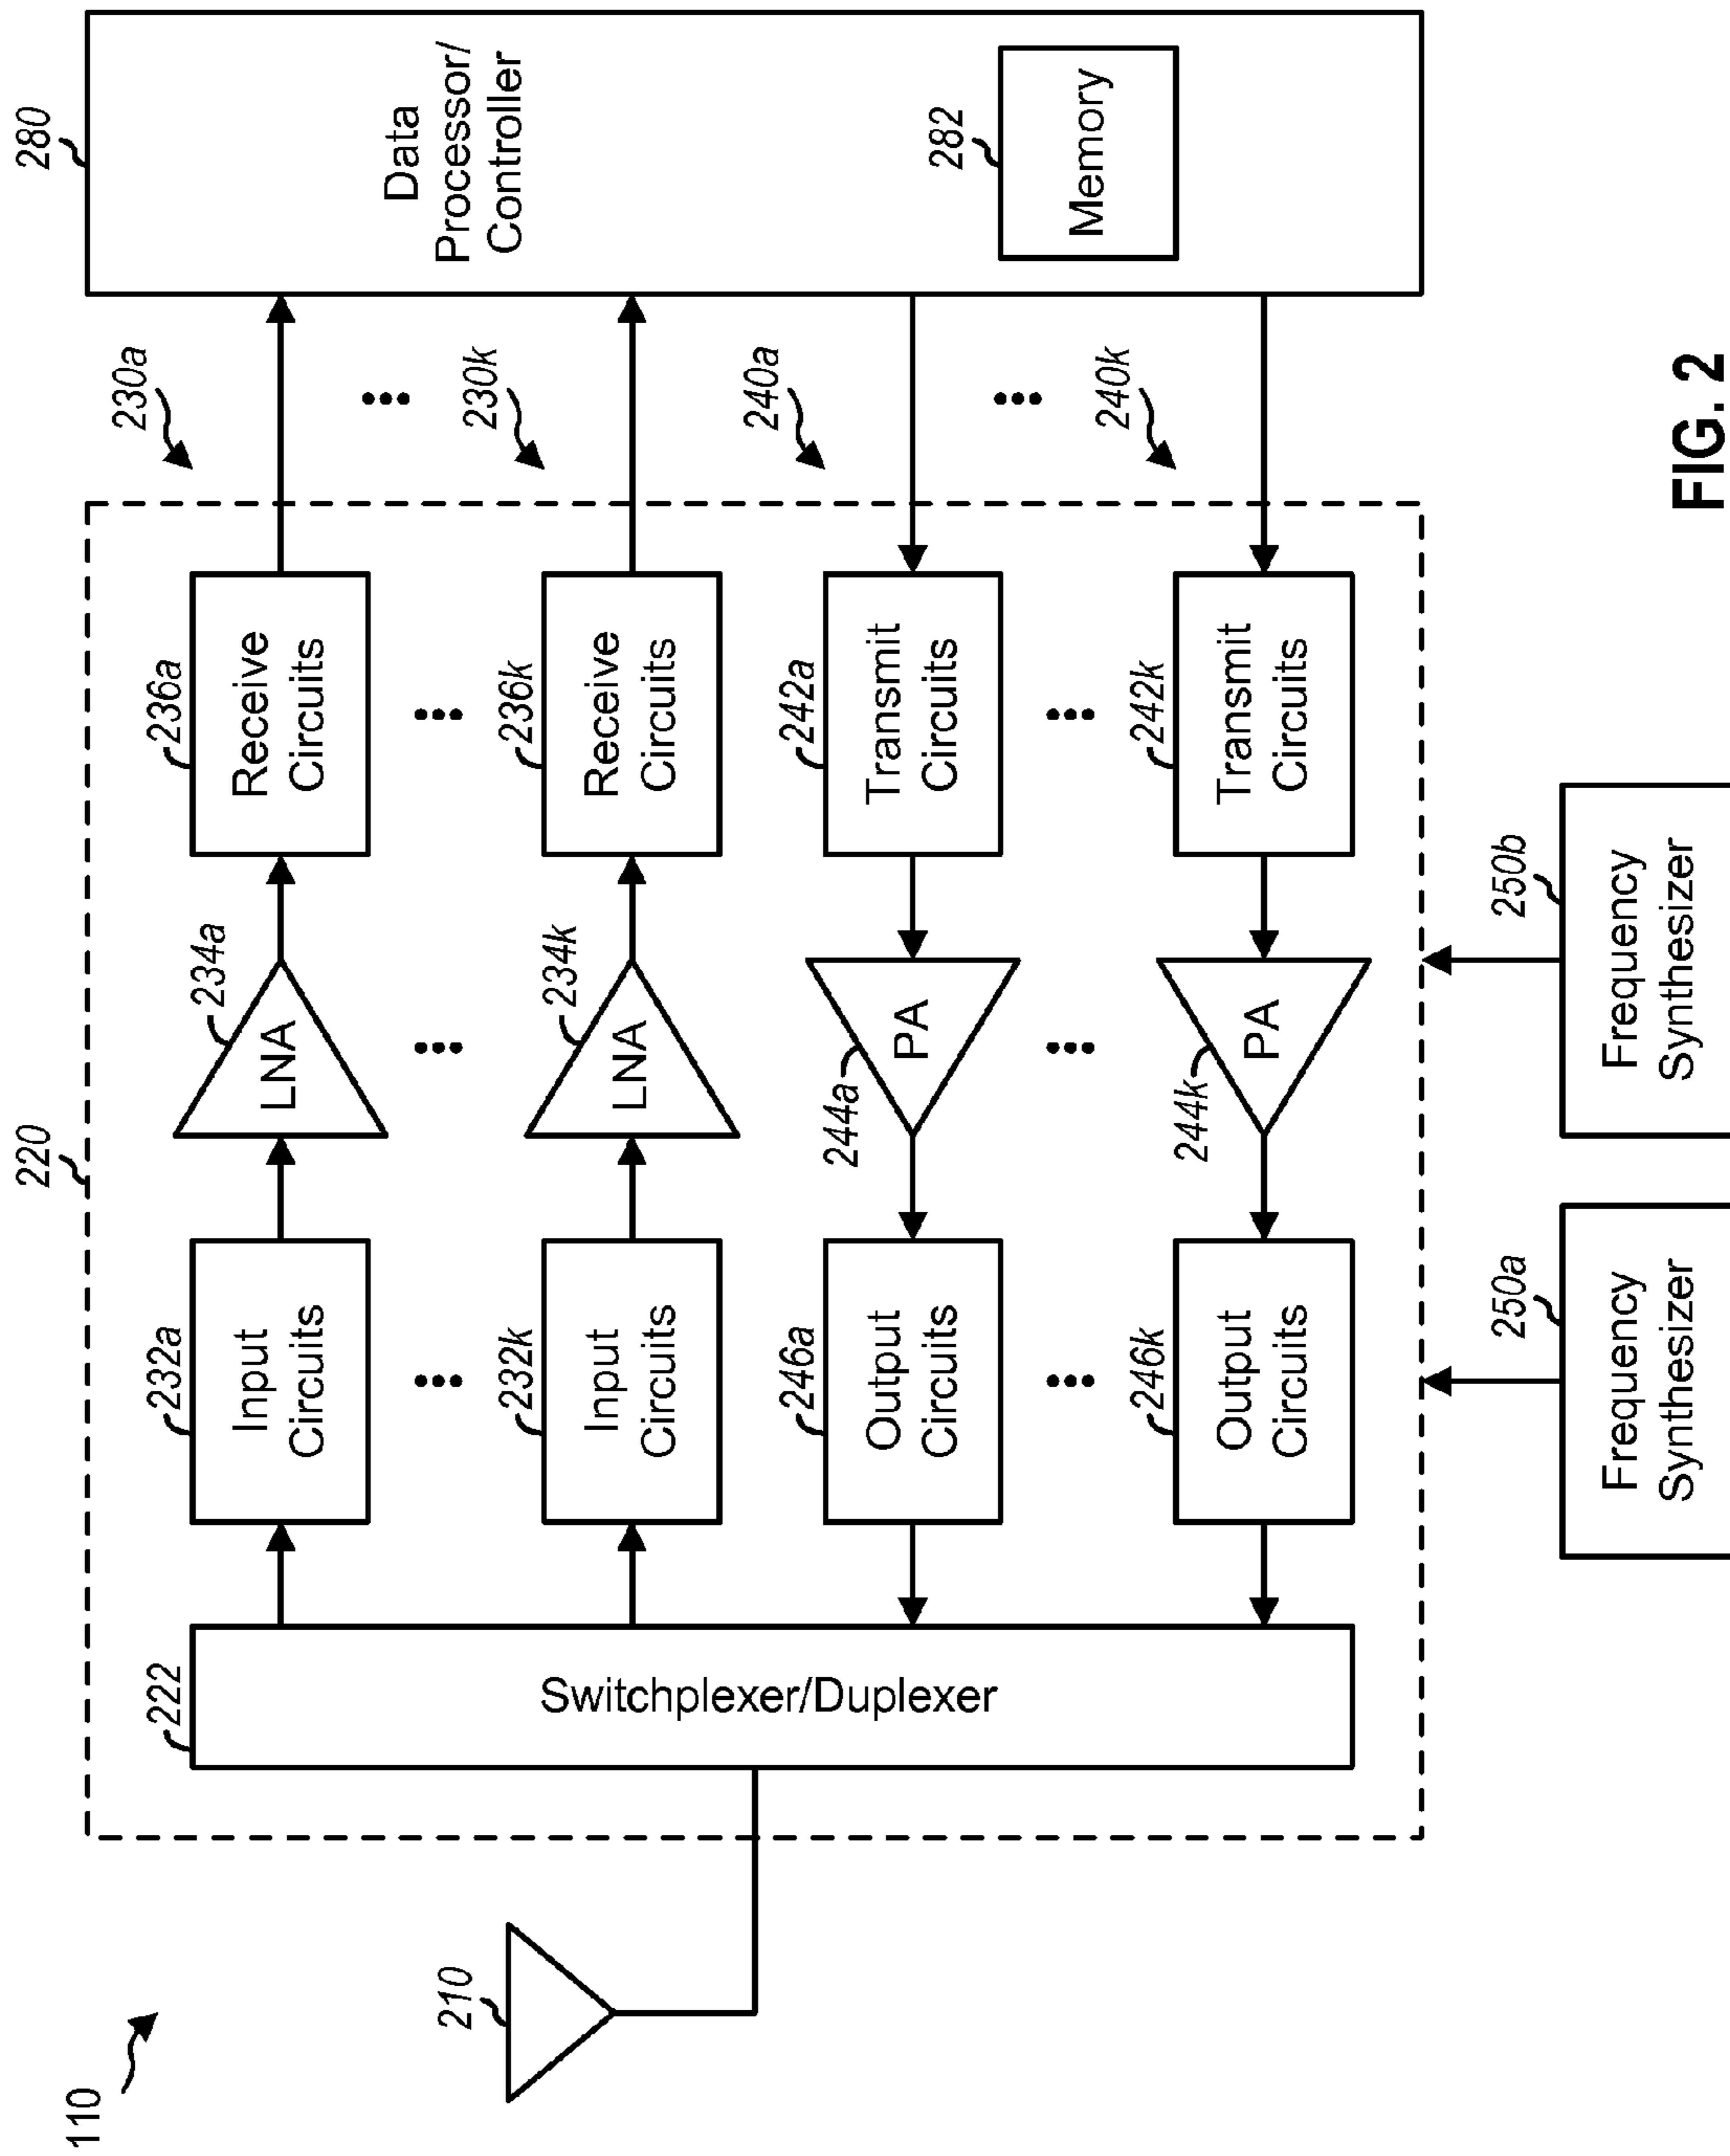 110
210
220
222
Switchplexer/Duplexer
232a
Input
Circuits
234a
LNA
236a
Receive
Circuits
230a
232k
Input
Circuits
234k
LNA
236k
Receive
Circuits
230k
246a
Output
Circuits
244a
PA
242a
Transmit
Circuits
240a
246k
Output
Circuits
244k
PA
242k
Transmit
Circuits
240k
280
Data
Processor/
Controller
282
Memory
250a
Frequency
Synthesizer
250b
Frequency
Synthesizer
FIG. 2